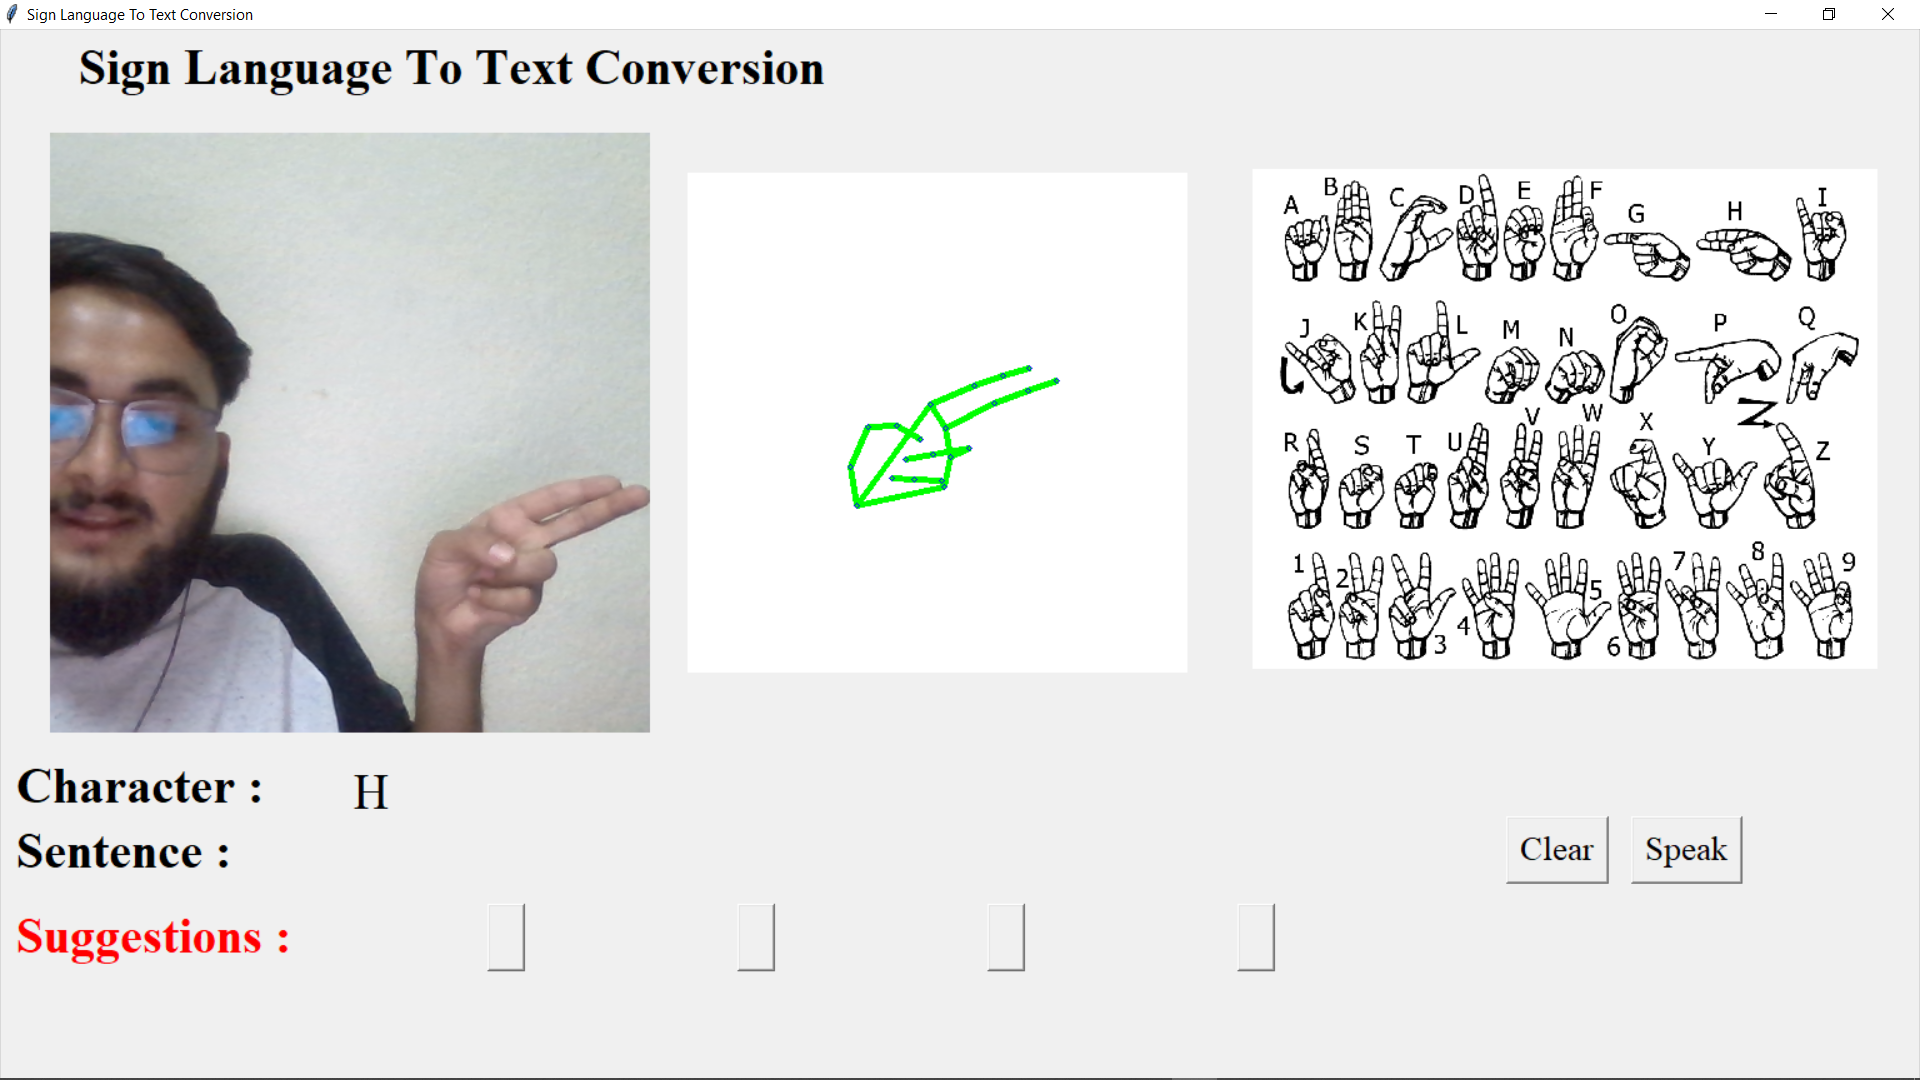 Sign Language To Text Conversion
Sign Language To Text Conversion
A B C D E F G H I
J K L M N O P Q
R S T U V W X Y Z
1 2 3 4 5 6 7 8 9
Character : H
Sentence :
Clear Speak
Suggestions :